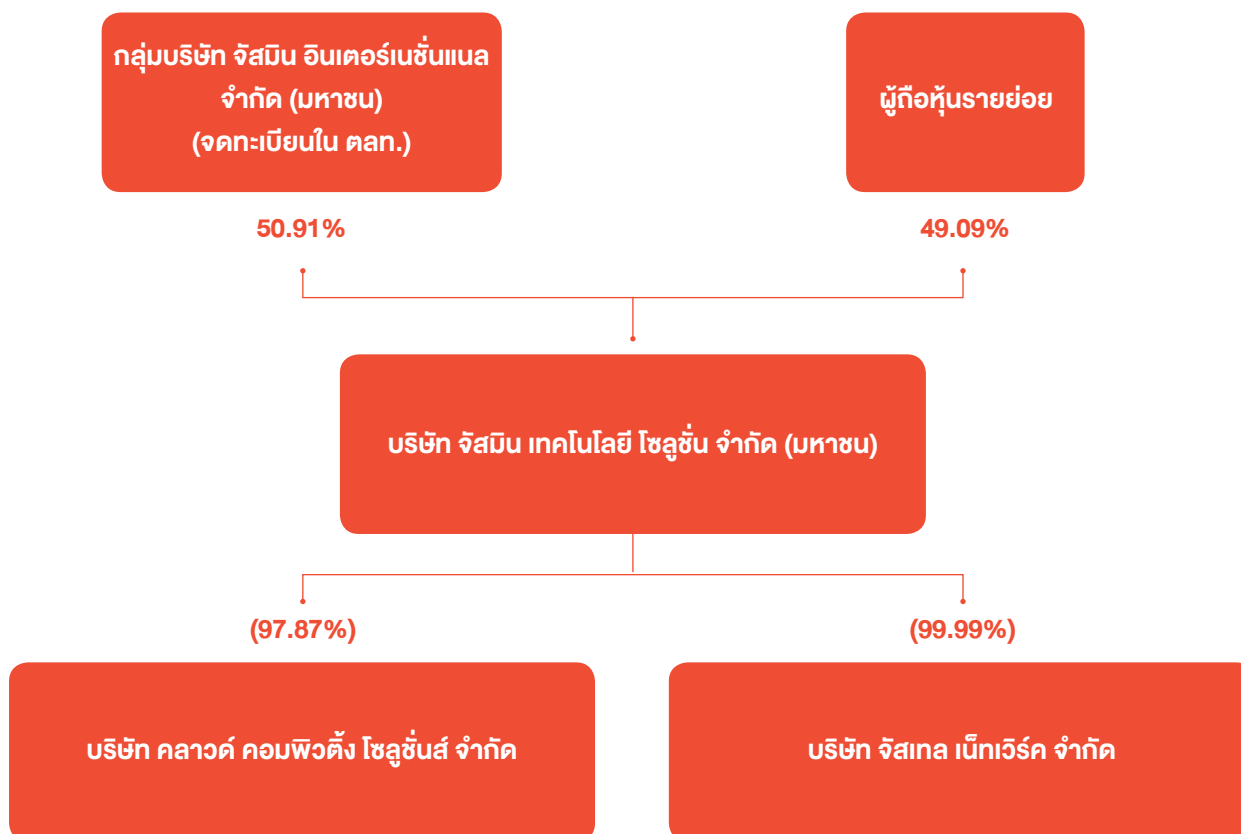 กลุ่มบริษัท จัสมิน อินเตอร์เนชั่นแนล
จำกัด (มหาชน)
(จดทะเบียนใน ตลท.)
ผู้ถือหุ้นรายย่อย
50.91%
49.09%
บริษัท จัสมิน เทคโนโลยี โซลูชั่น จำกัด (มหาชน)
(97.87%)
(99.99%)
บริษัท คลาวด์ คอมพิวติ้ง โซลูชั่นส์ จำกัด
บริษัท จัสเทล เน็ทเวิร์ค จำกัด